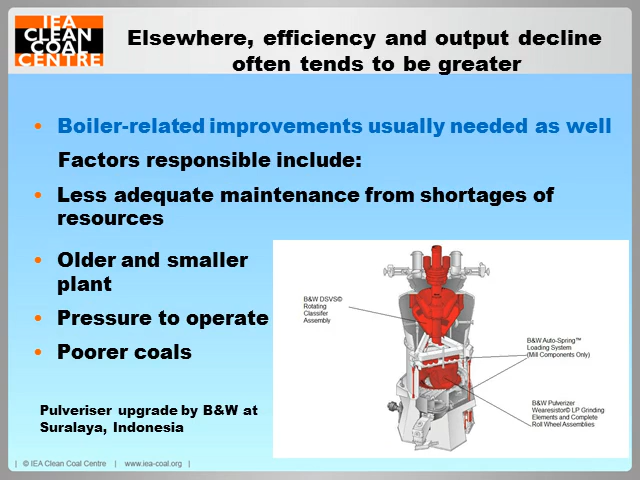 IEA
CLEAN
COAL
CENTRE
Elsewhere, efficiency and output decline
often tends to be greater
• Boiler-related improvements usually needed as well
Factors responsible include:
• Less adequate maintenance from shortages of
resources
• Older and smaller
plant
• Pressure to operate
• Poorer coals
B&W DSVS©
Rotating
Classifer
Assembly
B&W Auto-Spring™
Loading System
(Mill Components Only)
B&W Pulverizer
Wearesistor© LP Grinding
Elements and Complete
Roll Wheel Assemblies
Pulveriser upgrade by B&W at
Suralaya, Indonesia
| © IEA Clean Coal Centre | www.iea-coal.org |